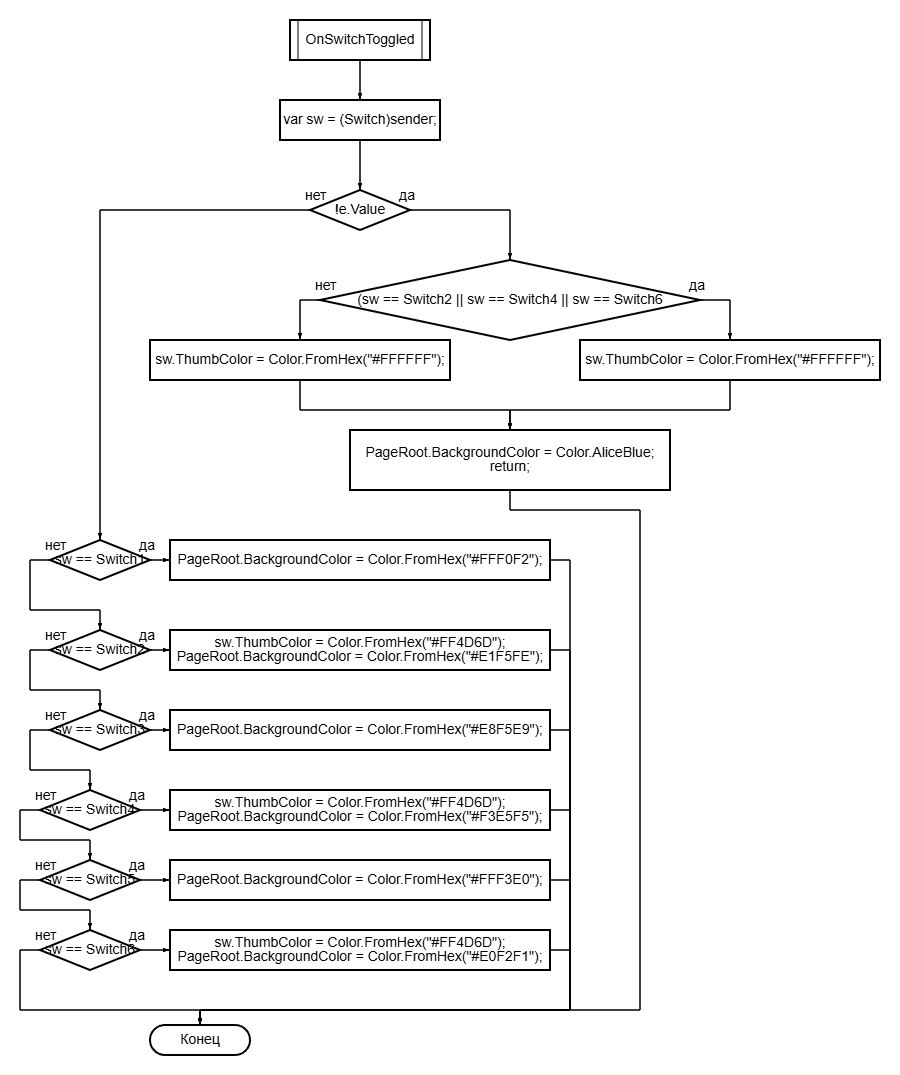 OnSwitchToggled
var sw = (Switch)sender;
нет
да
!e.Value
нет
да
(sw == Switch2 || sw == Switch4 || sw == Switch6
sw.ThumbColor = Color.FromHex("#FFFFFF");
sw.ThumbColor = Color.FromHex("#FFFFFF");
PageRoot.BackgroundColor = Color.AliceBlue;
return;
нет
да
sw == Switch1
PageRoot.BackgroundColor = Color.FromHex("#FFF0F2");
нет
да
sw == Switch2
sw.ThumbColor = Color.FromHex("#FF4D6D");
PageRoot.BackgroundColor = Color.FromHex("#E1F5FE");
нет
да
sw == Switch3
PageRoot.BackgroundColor = Color.FromHex("#E8F5E9");
нет
да
sw == Switch4
sw.ThumbColor = Color.FromHex("#FF4D6D");
PageRoot.BackgroundColor = Color.FromHex("#F3E5F5");
нет
да
sw == Switch5
PageRoot.BackgroundColor = Color.FromHex("#FFF3E0");
нет
да
sw == Switch6
sw.ThumbColor = Color.FromHex("#FF4D6D");
PageRoot.BackgroundColor = Color.FromHex("#E0F2F1");
Конец